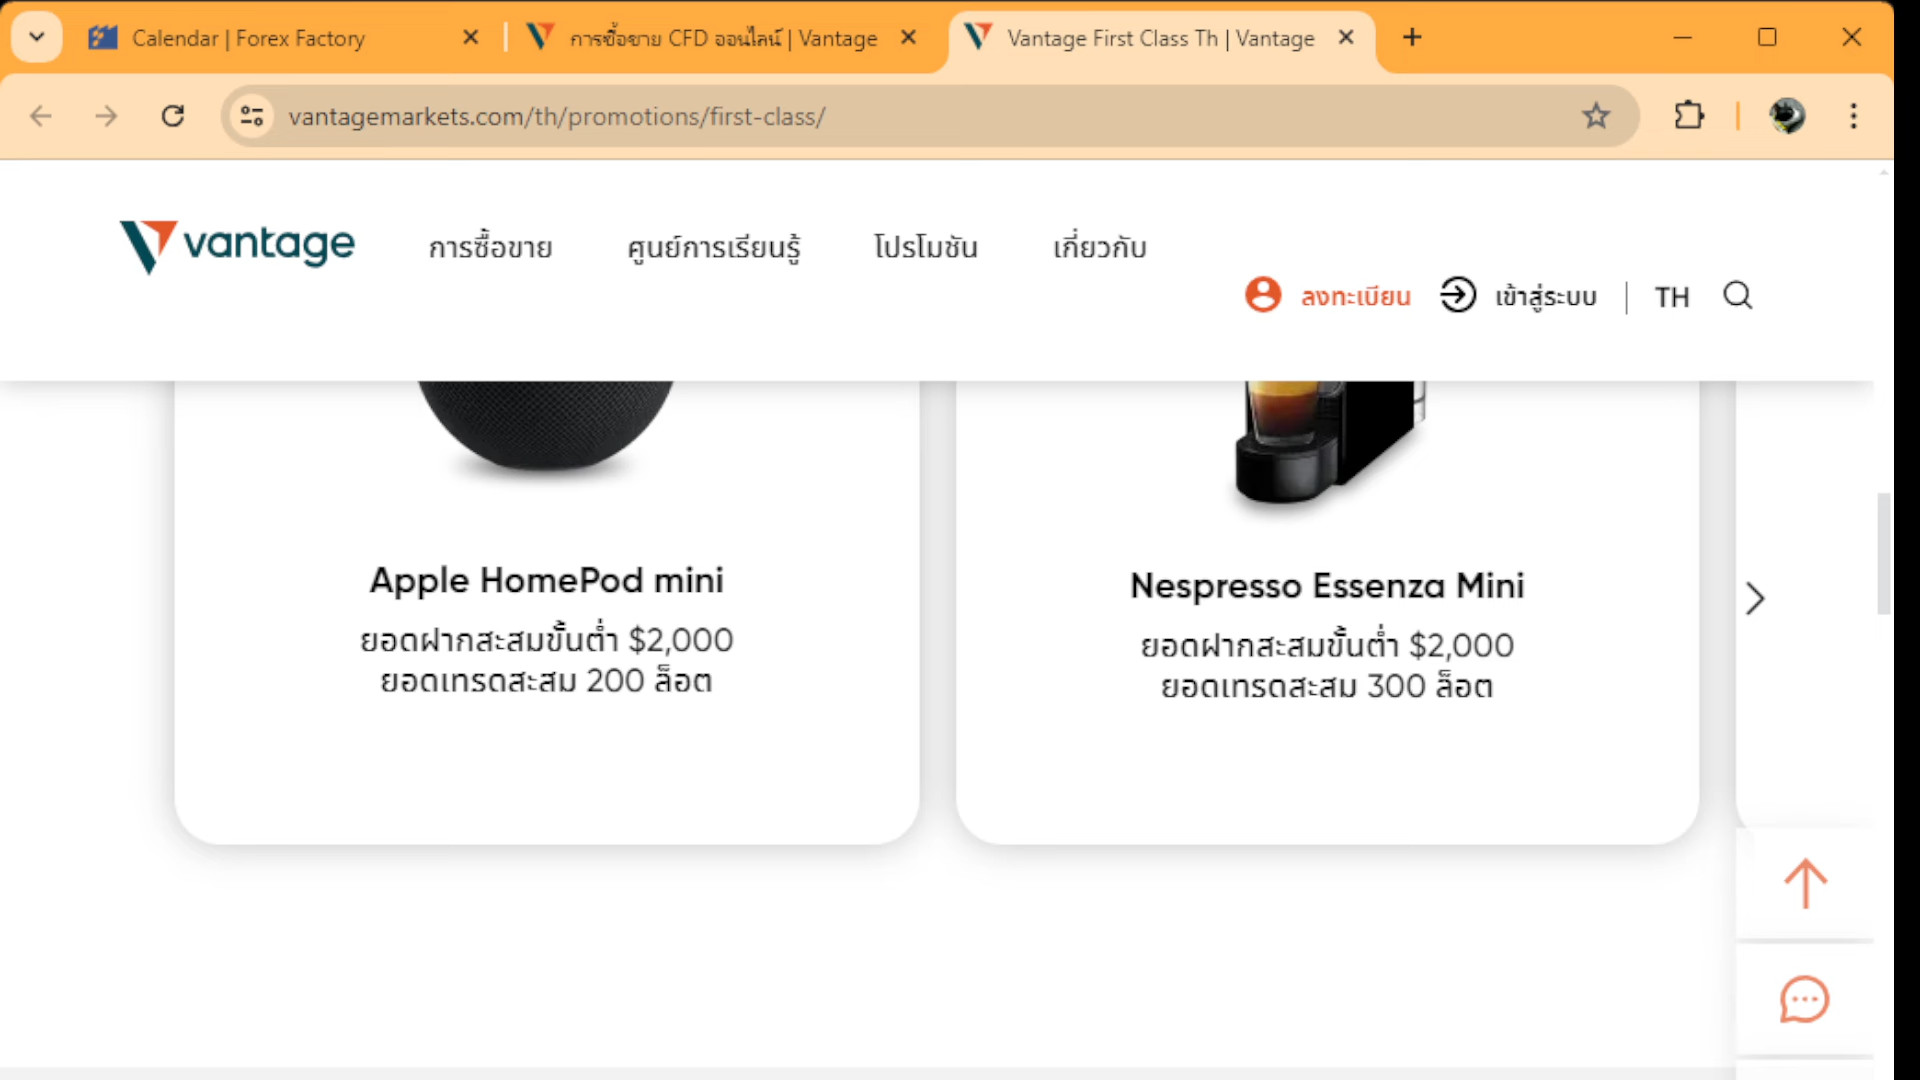 Calendar | Forex Factory
การซื้อขาย CFD ออนไลน์ | Vantage
Vantage First Class Th | Vantage
vantagemarkets.com/th/promotions/first-class/
vantage
การซื้อขาย
ศูนย์การเรียนรู้
โปรโมชัน
เกี่ยวกับ
ลงทะเบียน
เข้าสู่ระบบ
TH
Apple HomePod mini
ยอดฝากสะสมขั้นต่ำ $2,000
ยอดเทรดสะสม 200 ล็อต
Nespresso Essenza Mini
ยอดฝากสะสมขั้นต่ำ $2,000
ยอดเทรดสะสม 300 ล็อต